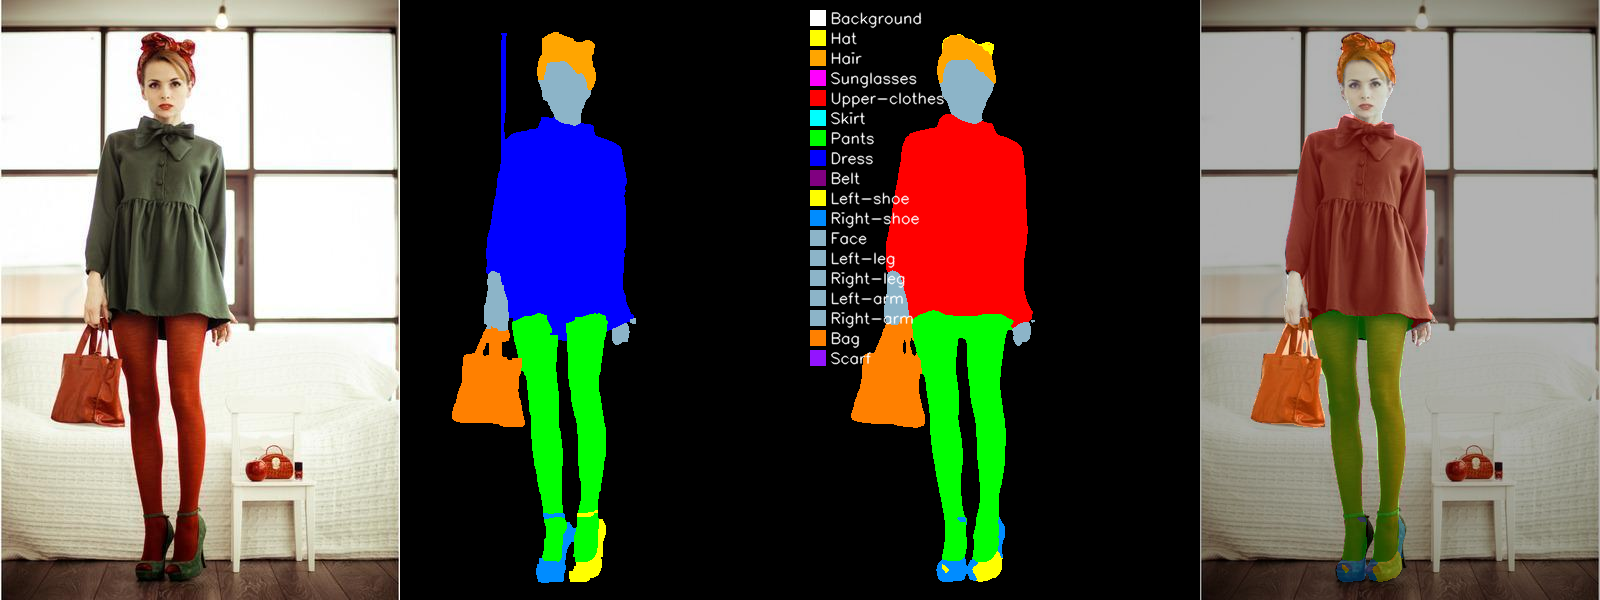 Background
Hat
Hair
Sunglasses
Upper-clothes
Skirt
Pants
Dress
Belt
Left-shoe
Right-shoe
Face
Left-leg
Right-leg
Left-arm
Right-arm
Bag
Scarf